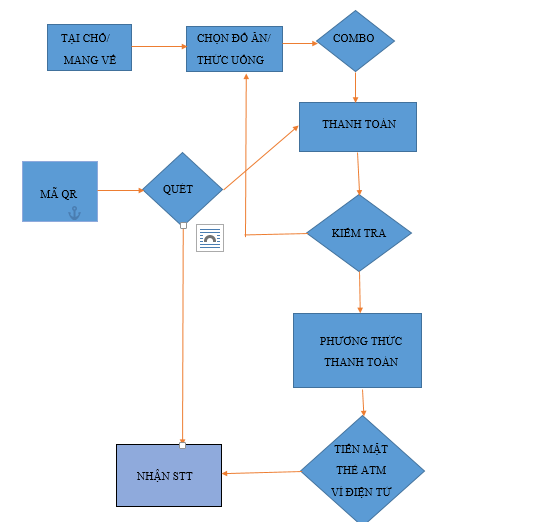 TẠI CHỖ/
MANG VỀ
CHỌN ĐỒ ĂN/
THỨC UỐNG
COMBO
THANH TOÁN
MÃ QR
QUÉT
KIỂM TRA
PHƯƠNG THỨC
THANH TOÁN
TIỀN MẶT
THẺ ATM
VÍ ĐIỆN TỬ
NHẬN STT